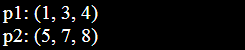 p1: (1, 3, 4)
p2: (5, 7, 8)